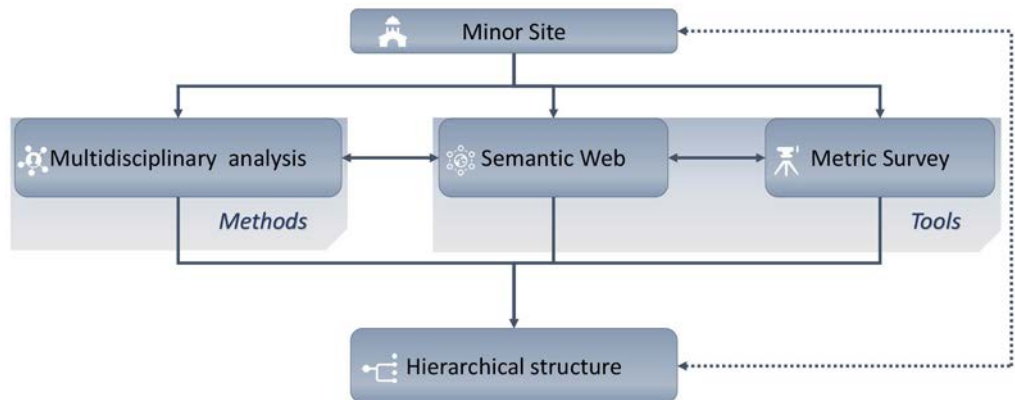 Minor Site
Multidisciplinary analysis
Semantic Web
Metric Survey
Methods
Tools
Hierarchical structure